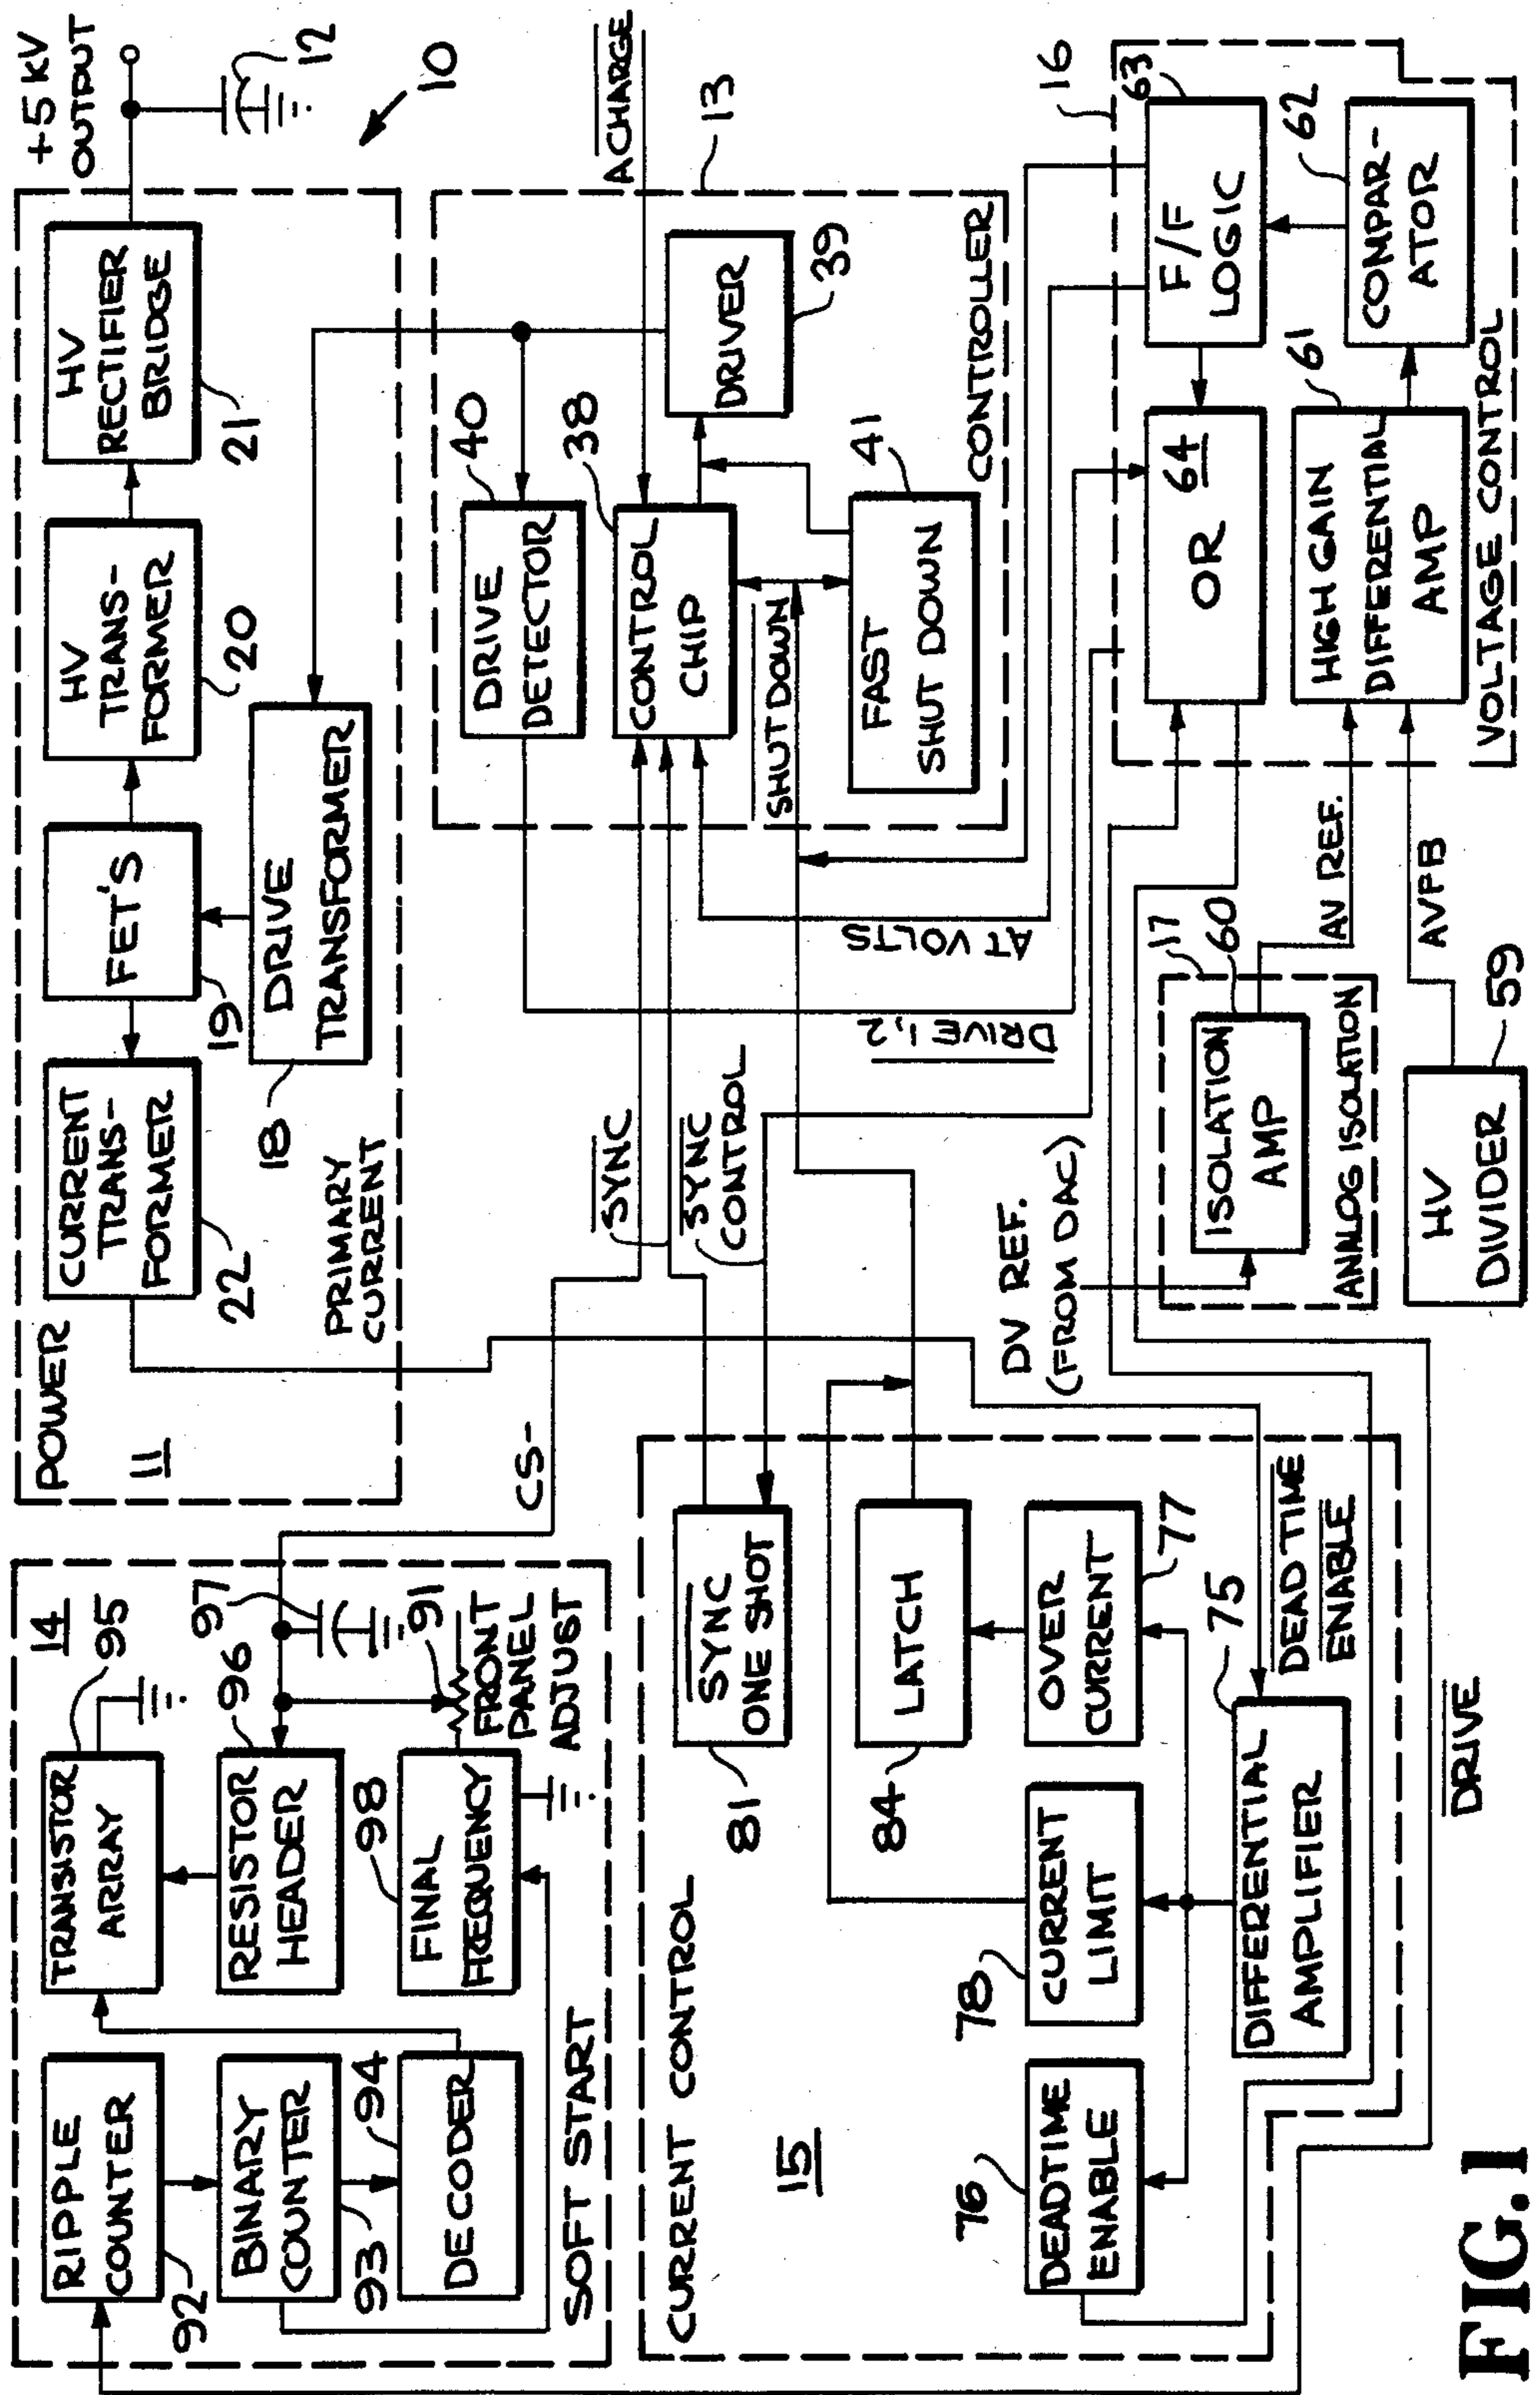 POWER
11
CURRENT
TRANS-
FORMER
22
FET'S
19
HV
TRANS-
FORMER
20
HV
RECTIFIER
BRIDGE
21
DRIVE
TRANSFORMER
18
PRIMARY
CURRENT
+5 KV
OUTPUT
12
10
14
RIPPLE
COUNTER
92
BINARY
COUNTER
93
DECODER
94
TRANSISTOR
ARRAY
95
RESISTOR
HEADER
96
97
FINAL
FREQUENCY
98
91
FRONT
PANEL
ADJUST
SOFT START
CS-
SYNC
SYNC
CONTROL
DRIVE
DETECTOR
40
CONTROL
CHIP
38
DRIVER
39
FAST
SHUT DOWN
41
SHUTDOWN
CONTROLLER
13
ACHARGE
AT VOLTS
DRIVE 1,2
CURRENT CONTROL
15
SYNC
ONE SHOT
81
LATCH
84
OVER
CURRENT
77
CURRENT
LIMIT
78
DEADTIME
ENABLE
76
DIFFERENTIAL
AMPLIFIER
75
DEAD TIME
ENABLE
DRIVE
DV REF.
(FROM DAC)
17
60
ISOLATION
AMP
ANALOG ISOLATION
HV
DIVIDER
59
AV REF.
AVFB
16
OR 64
F/F
LOGIC
63
HIGH GAIN
DIFFERENTIAL
AMP
61
COMPAR-
ATOR
62
VOLTAGE CONTROL
FIG. 1